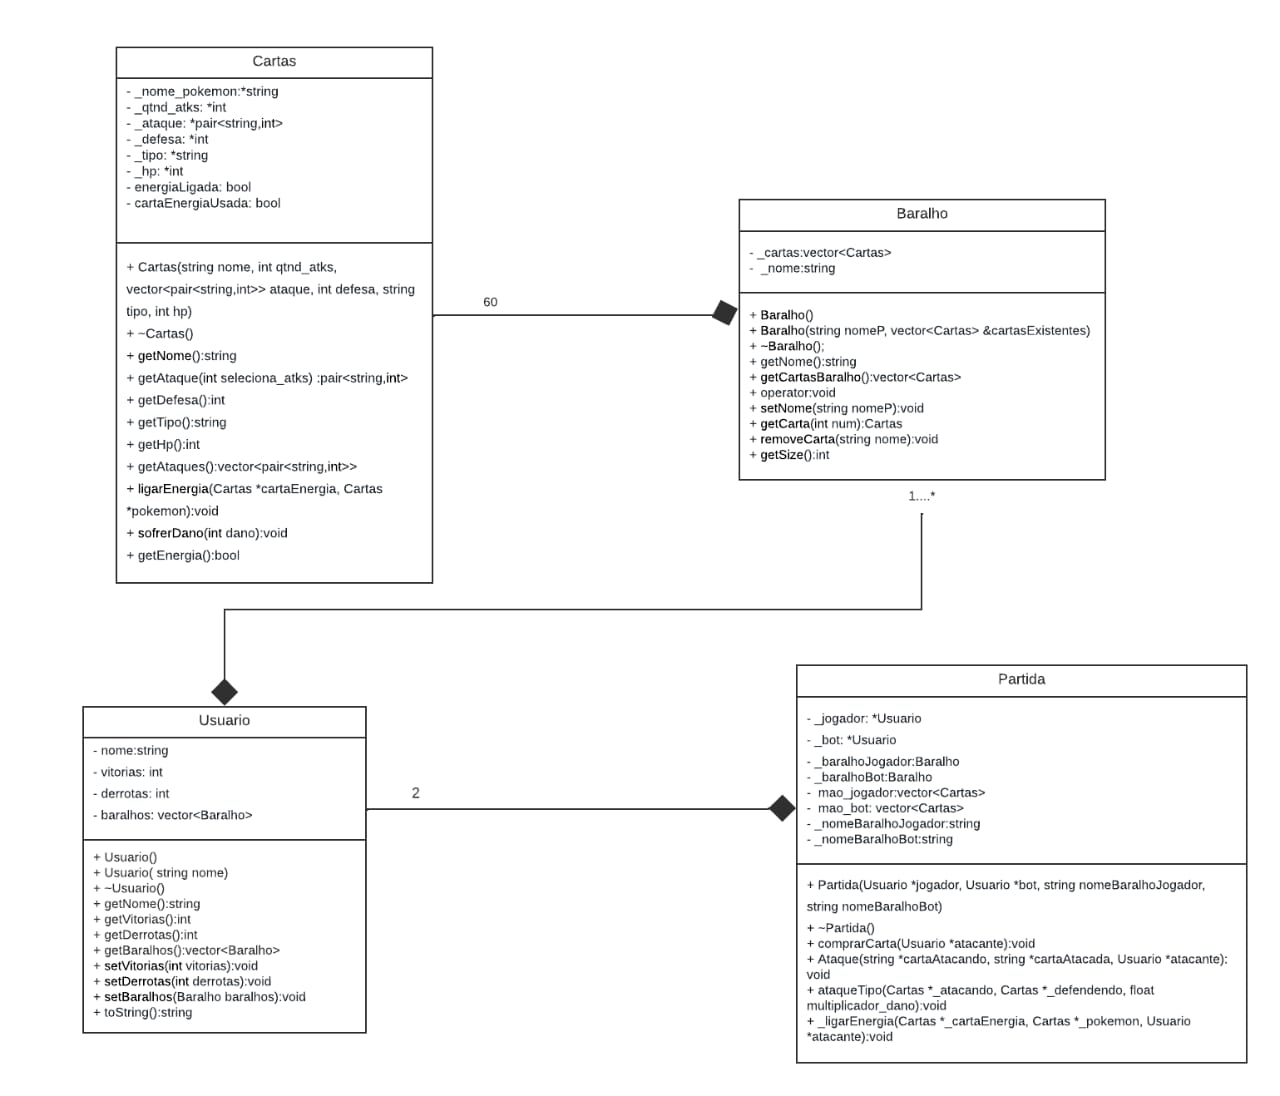 Cartas
- _nome_pokemon:*string
- _qtnd_atks: *int
- _ataque: *pair<string,int>
- _defesa: *int
- _tipo: *string
- _hp: *int
- energiaLigada: bool
- cartaEnergiaUsada: bool
+ Cartas(string nome, int qtnd_atks,
vector<pair<string,int>> ataque, int defesa, string
tipo, int hp)
+ ~Cartas()
+ getNome():string
+ getAtaque(int seleciona_atks) :pair<string,int>
+ getDefesa():int
+ getTipo():string
+ getHp():int
+ getAtaques():vector<pair<string,int>>
+ ligarEnergia(Cartas *cartaEnergia, Cartas
*pokemon):void
+ sofrerDano(int dano):void
+ getEnergia():bool
60
Baralho
- _cartas:vector<Cartas>
- _nome:string
+ Baralho()
+ Baralho(string nomeP, vector<Cartas> &cartasExistentes)
+ ~Baralho();
+ getNome():string
+ getCartasBaralho():vector<Cartas>
+ operator:void
+ setNome(string nomeP):void
+ getCarta(int num):Cartas
+ removeCarta(string nome):void
+ getSize():int
1....*
Usuario
- nome:string
- vitorias: int
- derrotas: int
- baralhos: vector<Baralho>
+ Usuario()
+ Usuario( string nome)
+ ~Usuario()
+ getNome():string
+ getVitorias():int
+ getDerrotas():int
+ getBaralhos():vector<Baralho>
+ setVitorias(int vitorias):void
+ setDerrotas(int derrotas):void
+ setBaralhos(Baralho baralhos):void
+ toString():string
2
Partida
- _jogador: *Usuario
- _bot: *Usuario
- _baralhoJogador:Baralho
- _baralhoBot:Baralho
- mao_jogador:vector<Cartas>
- mao_bot: vector<Cartas>
- _nomeBaralhoJogador:string
- _nomeBaralhoBot:string
+ Partida(Usuario *jogador, Usuario *bot, string nomeBaralhoJogador,
string nomeBaralhoBot)
+ ~Partida()
+ comprarCarta(Usuario *atacante):void
+ Ataque(string *cartaAtacando, string *cartaAtacada, Usuario *atacante):
void
+ ataqueTipo(Cartas *_atacando, Cartas *_defendendo, float
multiplicador_dano):void
+ _ligarEnergia(Cartas *_cartaEnergia, Cartas *_pokemon, Usuario
*atacante):void